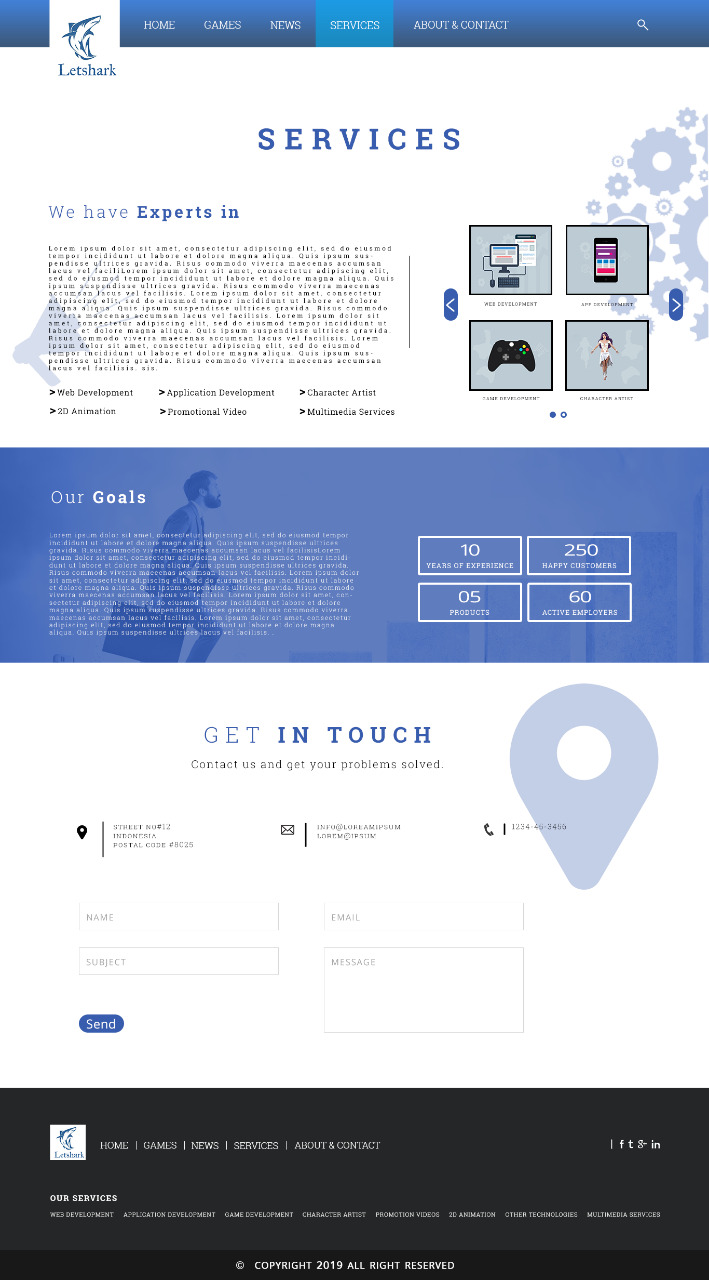 HOME GAMES NEWS SERVICES ABOUT & CONTACT
Letshark
SERVICES
We have Experts in
Lorem ipsum dolor sit amet, consectetur adipiscing elit, sed do eiusmod
tempor incididunt ut labore et dolore magna aliqua. Quis ipsum sus-
pendisse ultrices gravida. Risus commodo viverra maecenas accumsan
lacus vel faciliLorem ipsum dolor sit amet, consectetur adipiscing elit,
sed do eiusmod tempor incididunt ut labore et dolore magna aliqua. Quis
ipsum suspendisse ultrices gravida. Risus commodo viverra maecenas
accumsan lacus vel facilisis. Lorem ipsum dolor sit amet, consectetur
adipiscing elit, sed do eiusmod tempor incididunt ut labore et dolore
magna aliqua. Quis ipsum suspendisse ultrices gravida. Risus commodo
viverra maecenas accumsan lacus vel facilisis. Lorem ipsum dolor sit
amet, consectetur adipiscing elit, sed do eiusmod tempor incididunt ut
labore et dolore magna aliqua. Quis ipsum suspendisse ultrices gravida.
Risus commodo viverra maecenas accumsan lacus vel facilisis. Lorem
ipsum dolor sit amet, consectetur adipiscing elit, sed do eiusmod
tempor incididunt ut labore et dolore magna aliqua. Quis ipsum sus-
pendisse ultrices gravida. Risus commodo viverra maecenas accumsan
lacus vel facilisis. sis.
> Web Development > Application Development > Character Artist
> 2D Animation > Promotional Video > Multimedia Services
WEB DEVELOPMENT APP DEVELOPMENT
GAME DEVELOPMENT CHARACTER ARTIST
Our Goals
Lorem ipsum dolor sit amet, consectetur adipiscing elit, sed do eiusmod tempor
incididunt ut labore et dolore magna aliqua. Quis ipsum suspendisse ultrices
gravida. Risus commodo viverra maecenas accumsan lacus vel facilisisLorem
ipsum dolor sit amet, consectetur adipiscing elit, sed do eiusmod tempor incidi
dunt ut labore et dolore magna aliqua. Quis ipsum suspendisse ultrices gravida.
Risus commodo viverra maecenas accumsan lacus vel facilisis. Lorem ipsum dolor
sit amet, consectetur adipiscing elit, sed do eiusmod tempor incididunt ut labore
et dolore magna aliqua. Quis ipsum suspendisse ultrices gravida. Risus commodo
viverra maecenas accumsan lacus vel facilisis. Lorem ipsum dolor sit amet, con-
sectetur adipiscing elit, sed do eiusmod tempor incididunt ut labore et dolore
magna aliqua. Quis ipsum suspendisse ultrices gravida. Risus commodo viverra
maecenas accumsan lacus vel facilisis. Lorem ipsum dolor sit amet, consectetur
adipiscing elit, sed do eiusmod tempor incididunt ut labore et dolore magna
aliqua. Quis ipsum suspendisse ultrices lacus vel facilisis. .
10 250
YEARS OF EXPERIENCE HAPPY CUSTOMERS
05 60
PRODUCTS ACTIVE EMPLOYERS
GET IN TOUCH
Contact us and get your problems solved.
STREET NO#12 INFO@LOREAMIPSUM 1234-45-3456
INDONESIA LOREM@IPSUM
POSTAL CODE #8025
NAME EMAIL
SUBJECT MESSAGE
Send
Letshark
HOME | GAMES | NEWS | SERVICES | ABOUT & CONTACT | f t g+ in
OUR SERVICES
WEB DEVELOPMENT APPLICATION DEVELOPMENT GAME DEVELOPMENT CHARACTER ARTIST PROMOTION VIDEOS 2D ANIMATION OTHER TECHNOLOGIES MULTIMEDIA SERVICES
© COPYRIGHT 2019 ALL RIGHT RESERVED